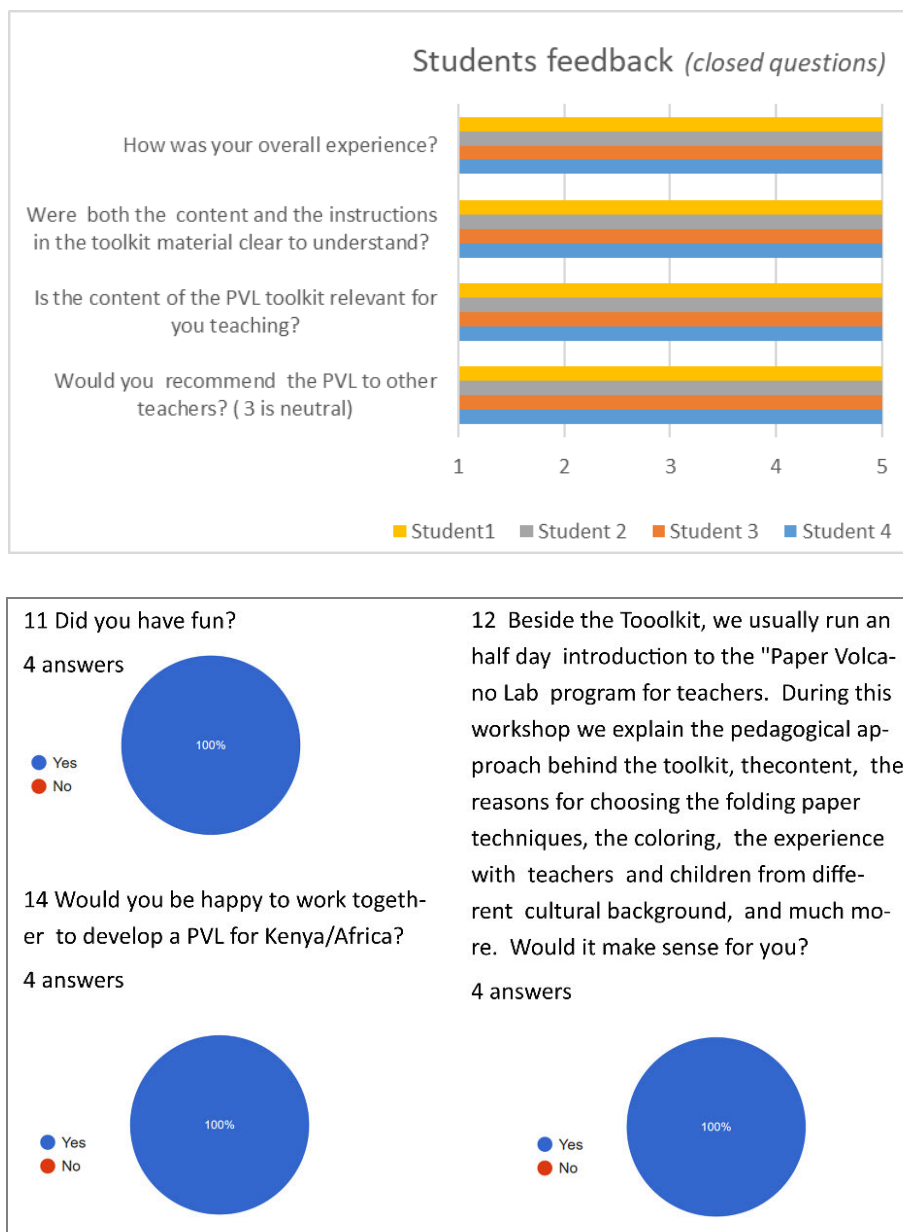 Students feedback (closed questions)
How was your overall experience?
Were both the content and the instructions
in the toolkit material clear to understand?
Is the content of the PVL toolkit relevant for
you teaching?
Would you recommend the PVL to other
teachers? ( 3 is neutral)
1 2 3 4 5
Student1 Student 2 Student 3 Student 4
11 Did you have fun?
4 answers
100%
Yes
No
14 Would you be happy to work togeth-
er to develop a PVL for Kenya/Africa?
4 answers
100%
Yes
No
12 Beside the Tooolkit, we usually run an
half day introduction to the "Paper Volca-
no Lab program for teachers. During this
workshop we explain the pedagogical ap-
proach behind the toolkit, thecontent, the
reasons for choosing the folding paper
techniques, the coloring, the experience
with teachers and children from diffe-
rent cultural background, and much mo-
re. Would it make sense for you?
4 answers
100%
Yes
No